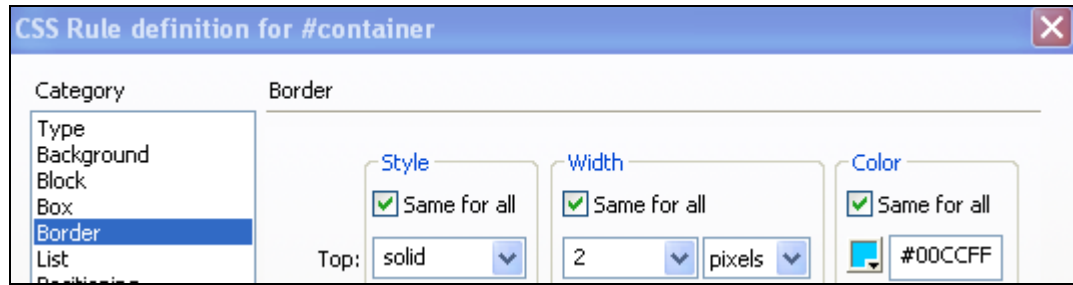 CSS Rule definition for #container
Category
Border
Type
Background
Block
Box
Border
List
Positioning
Style
Width
Color
Same for all
Same for all
Same for all
Top:
solid
2
pixels
#00CCFF